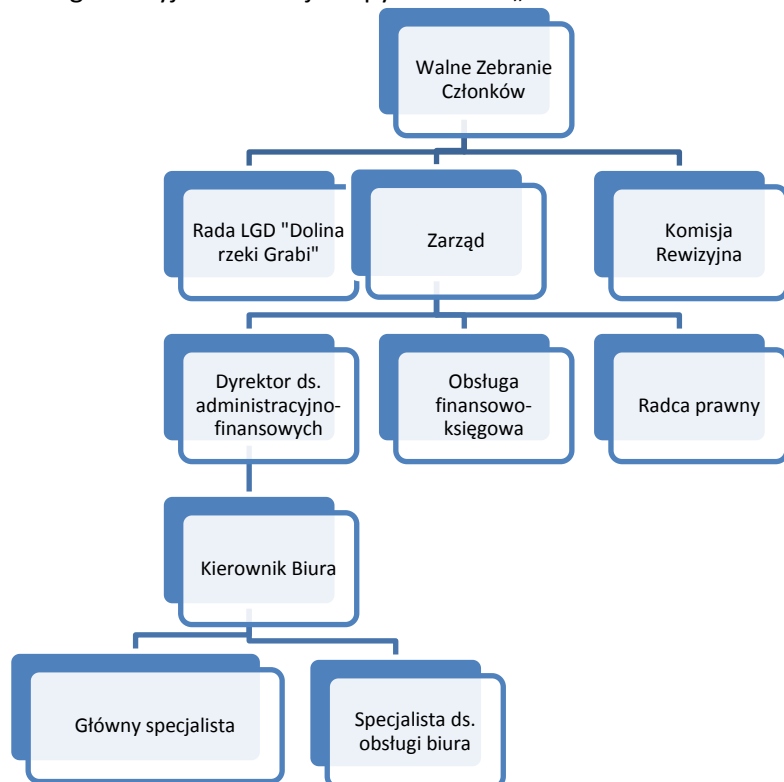 Walne Zebranie
Członków
Rada LGD "Dolina
rzeki Grabi"
Zarząd
Komisja
Rewizyjna
Dyrektor ds.
administracyjno-
finansowych
Obsługa
finansowo-
księgowa
Radca prawny
Kierownik Biura
Główny specjalista
Specjalista ds.
obsługi biura